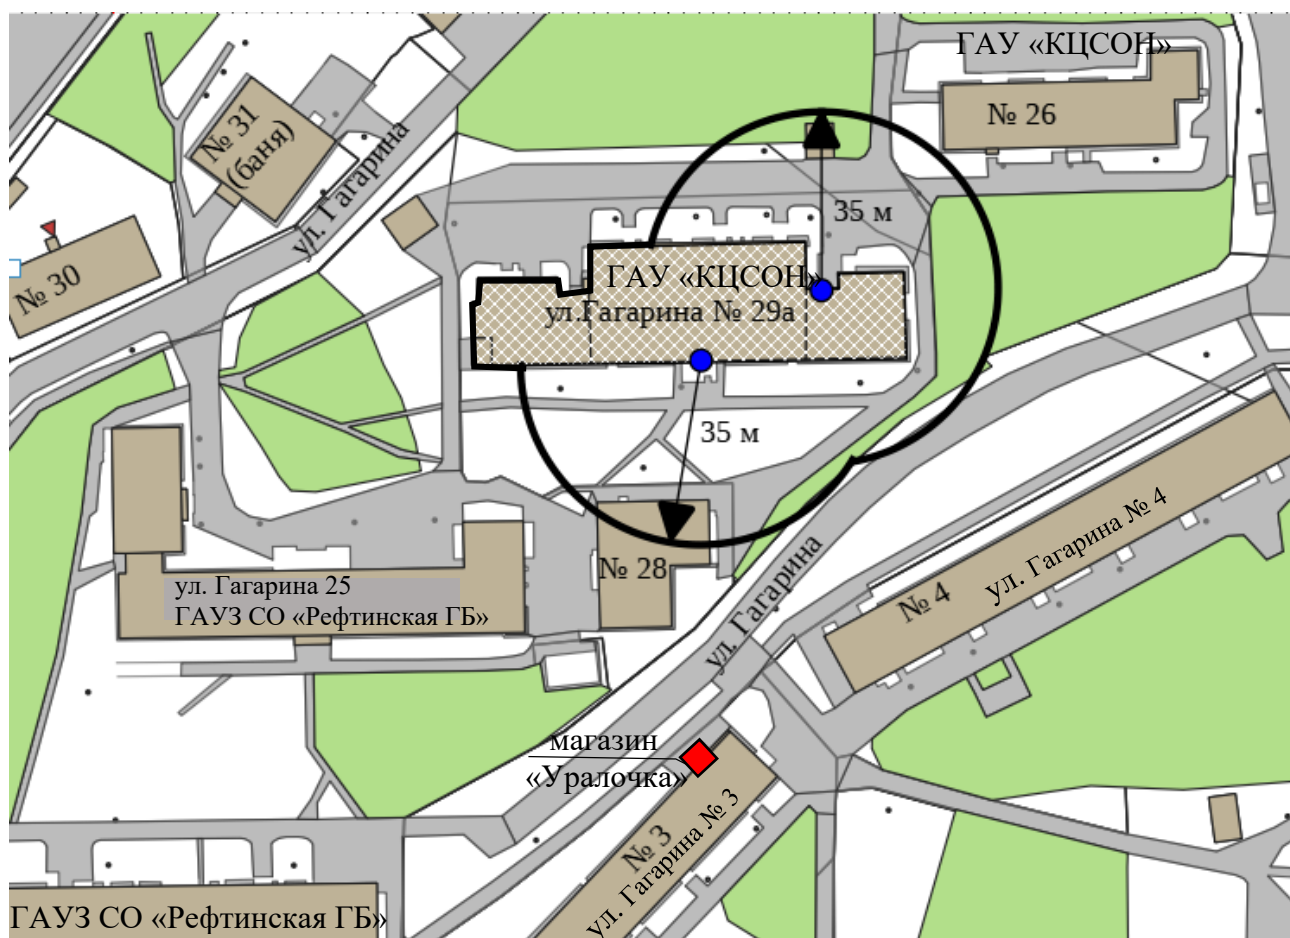 ГАУ «КЦСОН»
№ 26
№ 31
(баня)
ул. Гагарина
35 м
№ 30
ГАУ «КЦСОН»
ул.Гагарина № 29а
35 м
№ 28
ул. Гагарина 25
ГАУЗ СО «Рефтинская ГБ»
ул. Гагарина
№ 4
ул. Гагарина № 4
магазин
«Уралочка»
№ 3
ул. Гагарина № 3
ГАУЗ СО «Рефтинская ГБ»